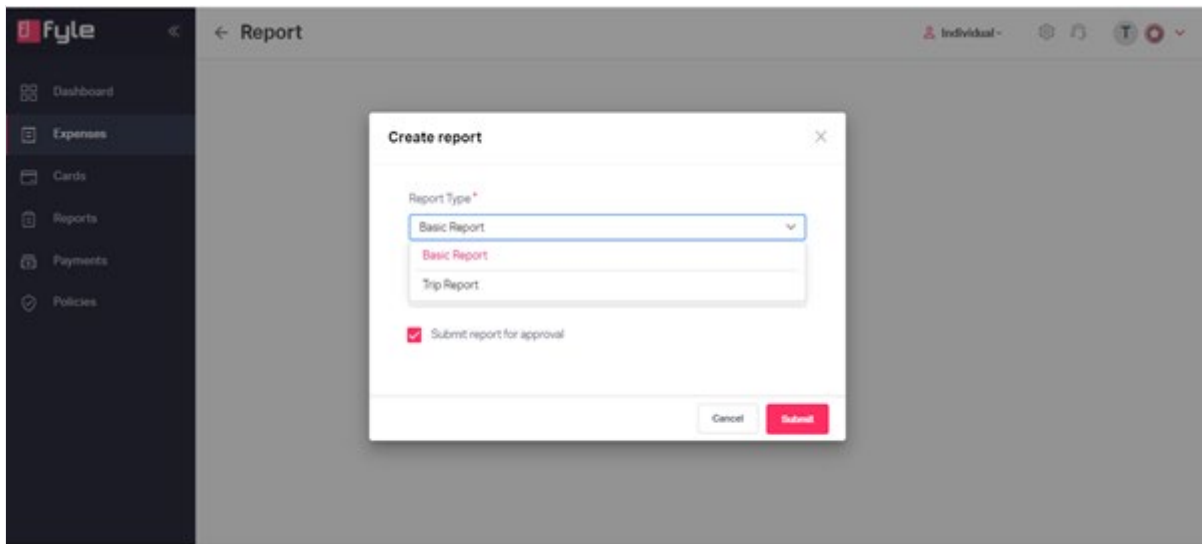 Fyle
Report
Individual
T
Dashboard
Expenses
Cards
Reports
Payments
Policies
Create report
Report Type*
Basic Report
Basic Report
Trip Report
Submit report for approval
Cancel
Submit